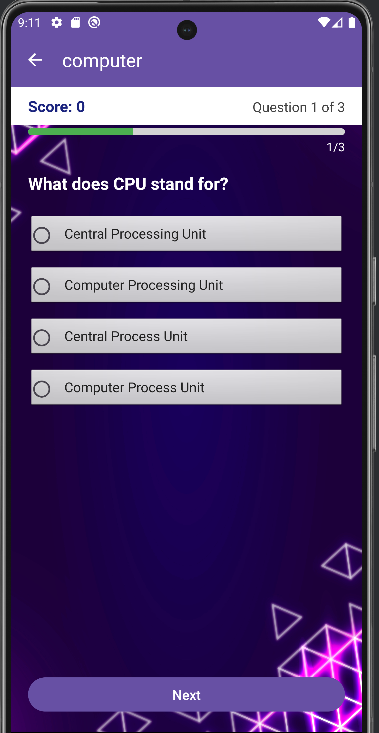 9:11
computer
Score: 0
Question 1 of 3
1/3
What does CPU stand for?
Central Processing Unit
Computer Processing Unit
Central Process Unit
Computer Process Unit
Next